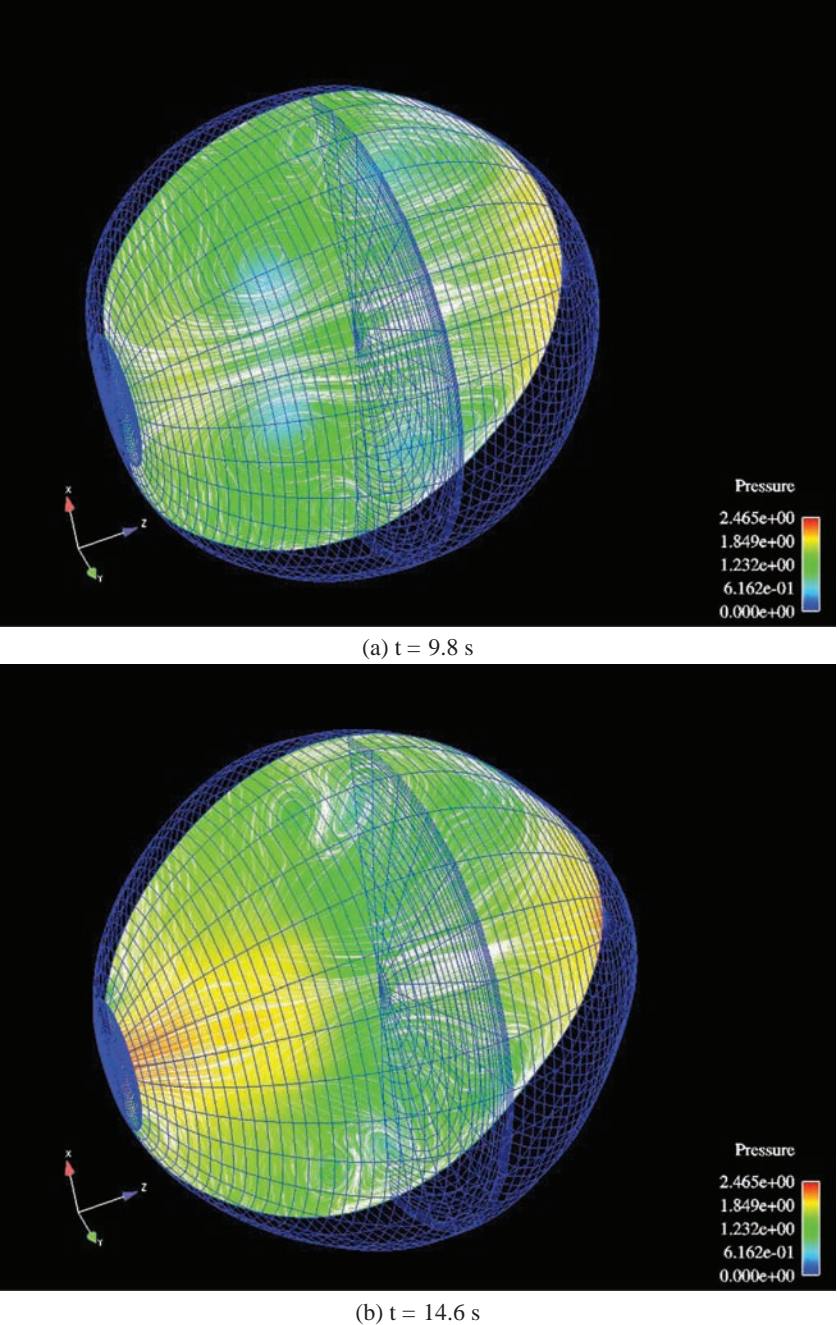 X
Z
Y
Pressure
2.465e+00
1.849e+00
1.232e+00
6.162e-01
0.000e+00
(a) t = 9.8 s
X
Z
Y
Pressure
2.465e+00
1.849e+00
1.232e+00
6.162e-01
0.000e+00
(b) t = 14.6 s